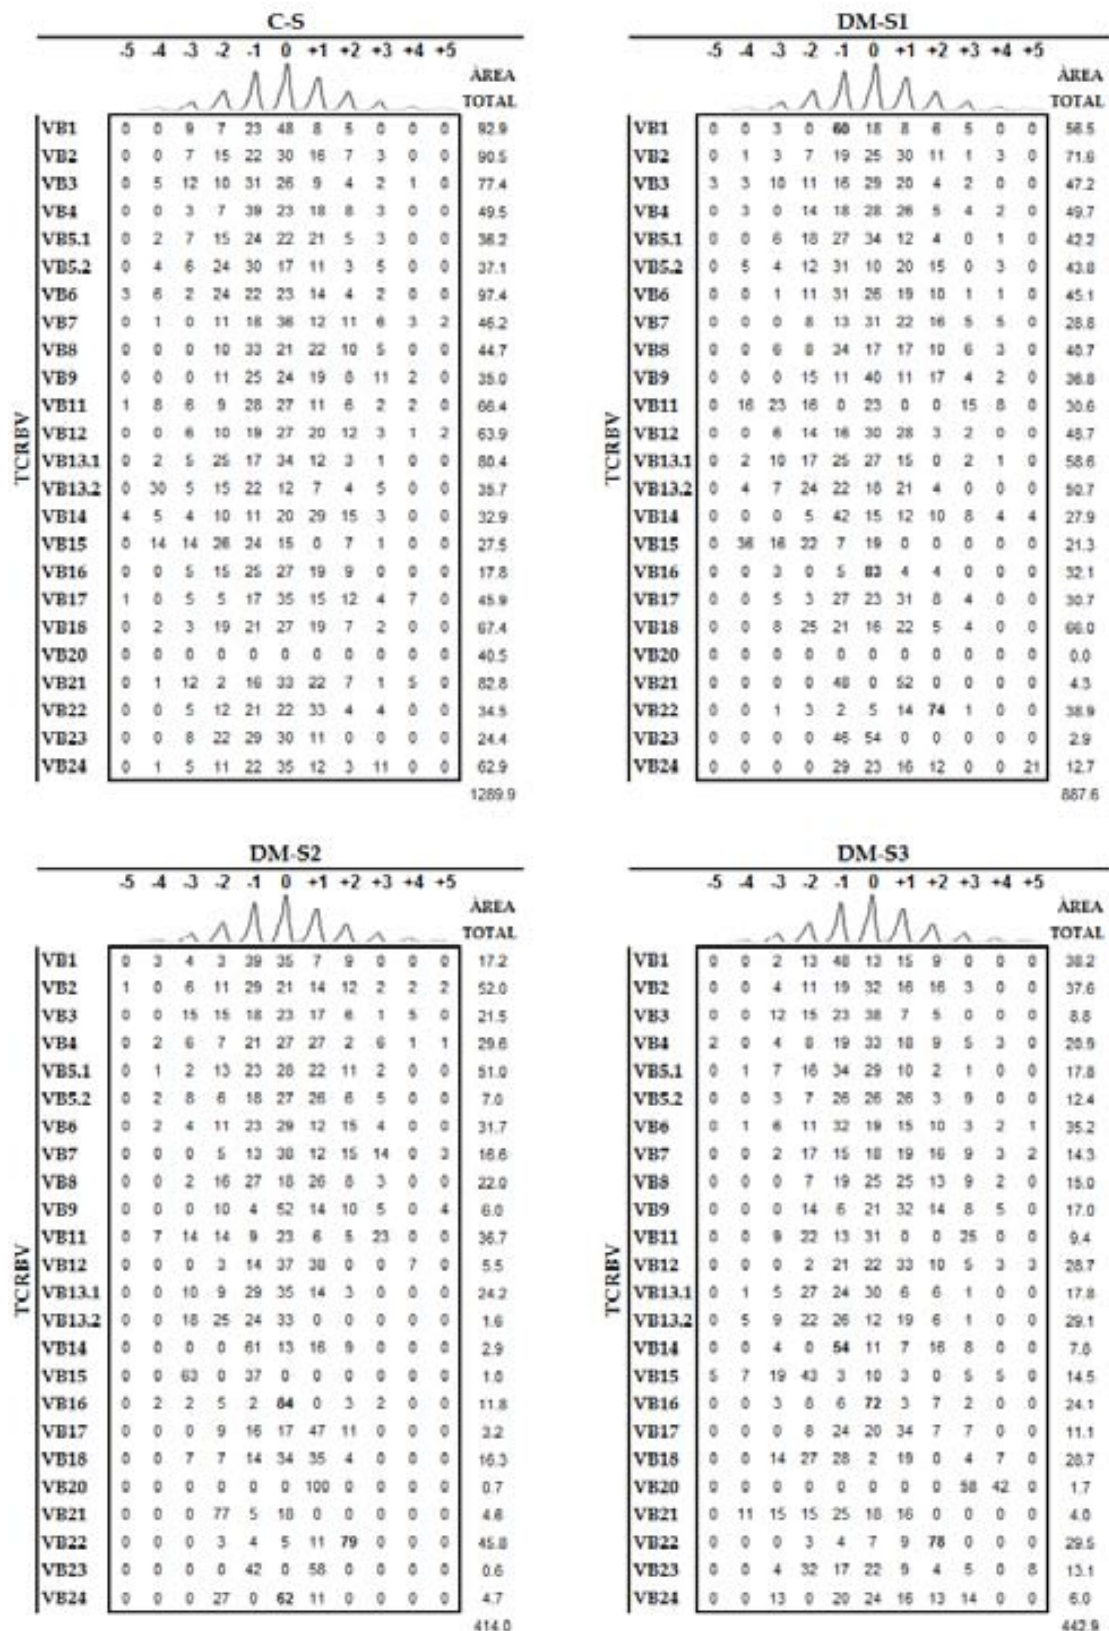 C-S
-5 -4 -3 -2 -1 0 +1 +2 +3 +4 +5
ÀREA
TOTAL
TCRBV
VB1 0 0 9 7 23 48 8 5 0 0 0 92.9
VB2 0 0 7 15 22 30 16 7 3 0 0 90.5
VB3 0 5 12 10 31 26 9 4 2 1 0 77.4
VB4 0 0 3 7 39 23 18 8 3 0 0 49.5
VB5.1 0 2 7 15 24 22 21 5 3 0 0 36.2
VB5.2 0 4 6 24 30 17 11 3 5 0 0 37.1
VB6 3 6 2 24 22 23 14 4 2 0 0 97.4
VB7 0 1 0 11 18 36 12 11 6 3 2 46.2
VB8 0 0 0 10 33 21 22 10 5 0 0 44.7
VB9 0 0 0 11 25 24 19 8 11 2 0 35.0
VB11 1 8 6 9 28 27 11 6 2 2 0 66.4
VB12 0 0 6 10 19 27 20 12 3 1 2 63.9
VB13.1 0 2 5 25 17 34 12 3 1 0 0 80.4
VB13.2 0 30 5 15 22 12 7 4 5 0 0 35.7
VB14 4 5 4 10 11 20 29 15 3 0 0 32.9
VB15 0 14 14 26 24 15 0 7 1 0 0 27.5
VB16 0 0 5 15 25 27 19 9 0 0 0 17.8
VB17 1 0 5 5 17 35 15 12 4 7 0 45.9
VB18 0 2 3 19 21 27 19 7 2 0 0 67.4
VB20 0 0 0 0 0 0 0 0 0 0 0 40.5
VB21 0 1 12 2 16 33 22 7 1 5 0 82.8
VB22 0 0 5 12 21 22 33 4 4 0 0 34.5
VB23 0 0 8 22 29 30 11 0 0 0 0 24.4
VB24 0 1 5 11 22 35 12 3 11 0 0 62.9
1289.9
DM-S1
-5 -4 -3 -2 -1 0 +1 +2 +3 +4 +5
ÀREA
TOTAL
VB1 0 0 3 0 60 18 8 6 5 0 0 56.5
VB2 0 1 3 7 19 25 30 11 1 3 0 71.6
VB3 3 3 10 11 16 29 20 4 2 0 0 47.2
VB4 0 3 0 14 18 28 26 5 4 2 0 49.7
VB5.1 0 0 6 18 27 34 12 4 0 1 0 42.2
VB5.2 0 5 4 12 31 10 20 15 0 3 0 43.8
VB6 0 0 1 11 31 26 19 10 1 1 0 45.1
VB7 0 0 0 8 13 31 22 16 5 5 0 28.8
VB8 0 0 6 8 34 17 17 10 6 3 0 40.7
VB9 0 0 0 15 11 40 11 17 4 2 0 36.8
VB11 0 16 23 16 0 23 0 0 15 8 0 30.6
VB12 0 0 6 14 16 30 28 3 2 0 0 48.7
VB13.1 0 2 10 17 25 27 15 0 2 1 0 58.6
VB13.2 0 4 7 24 22 18 21 4 0 0 0 50.7
VB14 0 0 0 5 42 15 12 10 8 4 4 27.9
VB15 0 36 16 22 7 19 0 0 0 0 0 21.3
VB16 0 0 3 0 5 83 4 4 0 0 0 32.1
VB17 0 0 5 3 27 23 31 8 4 0 0 30.7
VB18 0 0 8 25 21 16 22 5 4 0 0 66.0
VB20 0 0 0 0 0 0 0 0 0 0 0 0.0
VB21 0 0 0 0 48 0 52 0 0 0 0 4.3
VB22 0 0 1 3 2 5 14 74 1 0 0 38.9
VB23 0 0 0 0 46 54 0 0 0 0 0 2.9
VB24 0 0 0 0 29 23 16 12 0 0 21 12.7
887.6
DM-S2
-5 -4 -3 -2 -1 0 +1 +2 +3 +4 +5
ÀREA
TOTAL
TCRBV
VB1 0 3 4 3 39 35 7 9 0 0 0 17.2
VB2 1 0 6 11 29 21 14 12 2 2 2 52.0
VB3 0 0 15 15 18 23 17 6 1 5 0 21.5
VB4 0 2 6 7 21 27 27 2 6 1 1 29.6
VB5.1 0 1 2 13 23 28 22 11 2 0 0 51.0
VB5.2 0 2 8 6 18 27 26 6 5 0 0 7.0
VB6 0 2 4 11 23 29 12 15 4 0 0 31.7
VB7 0 0 0 5 13 38 12 15 14 0 3 16.6
VB8 0 0 2 16 27 18 26 8 3 0 0 22.0
VB9 0 0 0 10 4 52 14 10 5 0 4 6.0
VB11 0 7 14 14 9 23 6 5 23 0 0 36.7
VB12 0 0 0 3 14 37 38 0 0 7 0 5.5
VB13.1 0 0 10 9 29 35 14 3 0 0 0 24.2
VB13.2 0 0 18 25 24 33 0 0 0 0 0 1.6
VB14 0 0 0 0 61 13 16 9 0 0 0 2.9
VB15 0 0 63 0 37 0 0 0 0 0 0
VB16 0 2 2 5 2 84 0 3 2 0 0 11.8
VB17 0 0 0 9 16 17 47 11 0 0 0 3.2
VB18 0 0 7 7 14 34 35 4 0 0 0 16.3
VB20 0 0 0 0 0 0 100 0 0 0 0 0.7
VB21 0 0 0 77 5 18 0 0 0 0 0 4.6
VB22 0 0 0 3 4 5 11 79 0 0 0 45.8
VB23 0 0 0 0 42 0 58 0 0 0 0 0.6
VB24 0 0 0 27 0 62 11 0 0 0 0 4.7
414.0
DM-S3
-5 -4 -3 -2 -1 0 +1 +2 +3 +4 +5
ÀREA
TOTAL
TCRBV
VB1 0 0 2 13 48 13 15 9 0 0 0 38.2
VB2 0 0 4 11 19 32 16 16 3 0 0 37.6
VB3 0 0 12 15 23 38 7 5 0 0 0 8.8
VB4 2 0 4 8 19 33 18 9 5 3 0
VB5.1 0 1 7 16 34 29 10 2 1 0 0 17.8
VB5.2 0 0 3 7 26 26 26 3 9 0 0 12.4
VB6 0 1 6 11 32 19 15 10 3 2 1 35.2
VB7 0 0 2 17 15 18 19 16 9 3 2 14.3
VB8 0 0 0 7 19 25 25 13 9 2 0 15.0
VB9 0 0 0 14 6 21 32 14 8 5 0 17.0
VB11 0 0 9 22 13 31 0 0 25 0 0 9.4
VB12 0 0 0 2 21 22 33 10 5 3 3 28.7
VB13.1 0 1 5 27 24 30 6 6 1 0 0 17.8
VB13.2 0 5 9 22 26 12 19 6 1 0 0 29.1
VB14 0 0 4 0 54 11 7 16 8 0 0
VB15 5 7 19 43 3 10 3 0 5 5 0 14.5
VB16 0 0 3 8 6 72 3 7 2 0 0 24.1
VB17 0 0 0 8 24 20 34 7 7 0 0 11.1
VB18 0 0 14 27 28 2 19 0 4 7 0 28.7
VB20 0 0 0 0 0 0 0 0 58 42 0 1.7
VB21 0 11 15 15 25 18 16 0 0 0 0
VB22 0 0 0 3 4 7 9 78 0 0 0 29.5
VB23 0 0 4 32 17 22 9 4 5 0 8 13.1
VB24 0 0 13 0 20 24 16 13 14 0 0 6.0
442.9